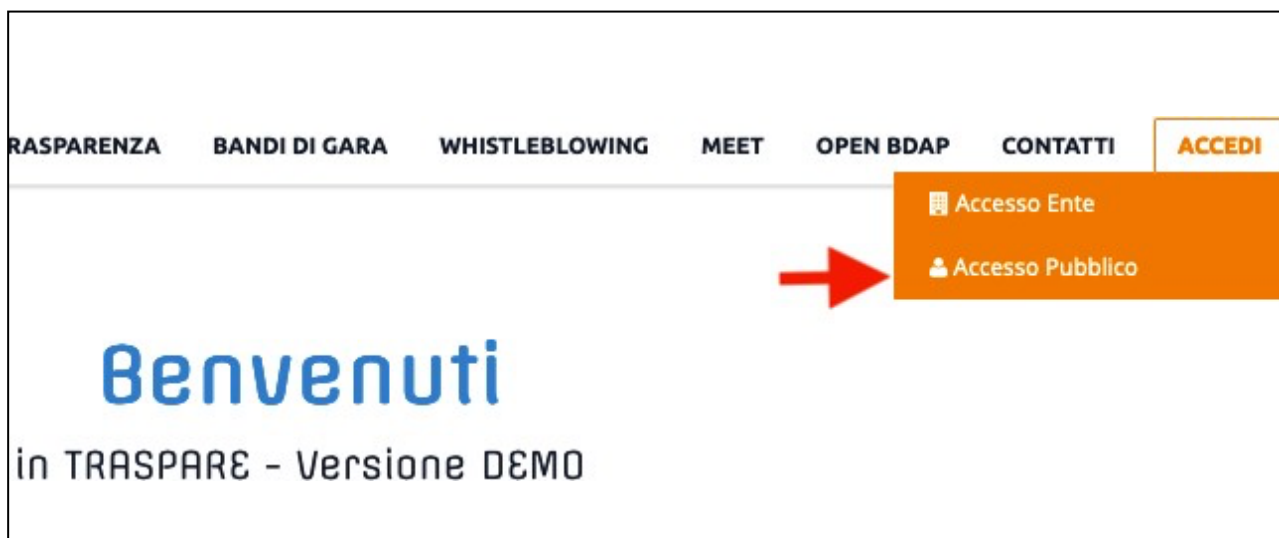 RASPARENZA BANDI DI GARA WHISTLEBLOWING MEET OPEN BDAP CONTATTI ACCEDI
Accesso Ente
Accesso Pubblico
Benvenuti
in TRASPARE - Versione DEMO